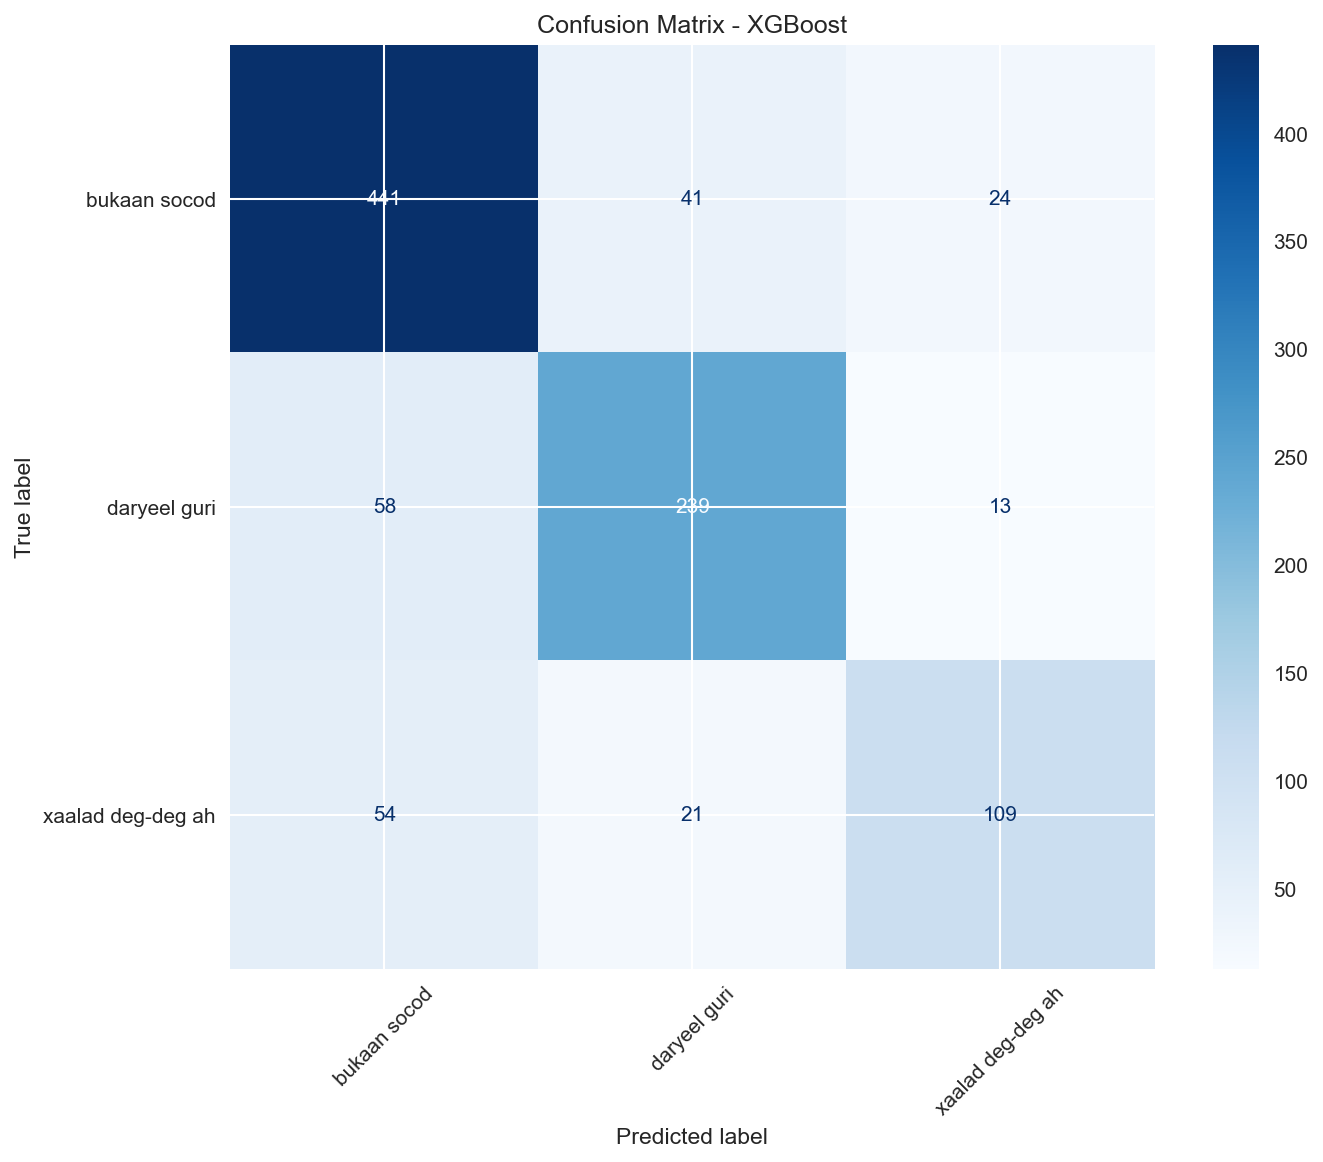 Confusion Matrix - XGBoost
bukaan socod
441
41
24
400
350
300
daryeel guri
58
239
13
250
200
150
xaalad deg-deg ah
54
21
109
100
50
True label
bukaan socod
daryeel guri
xaalad deg-deg ah
Predicted label